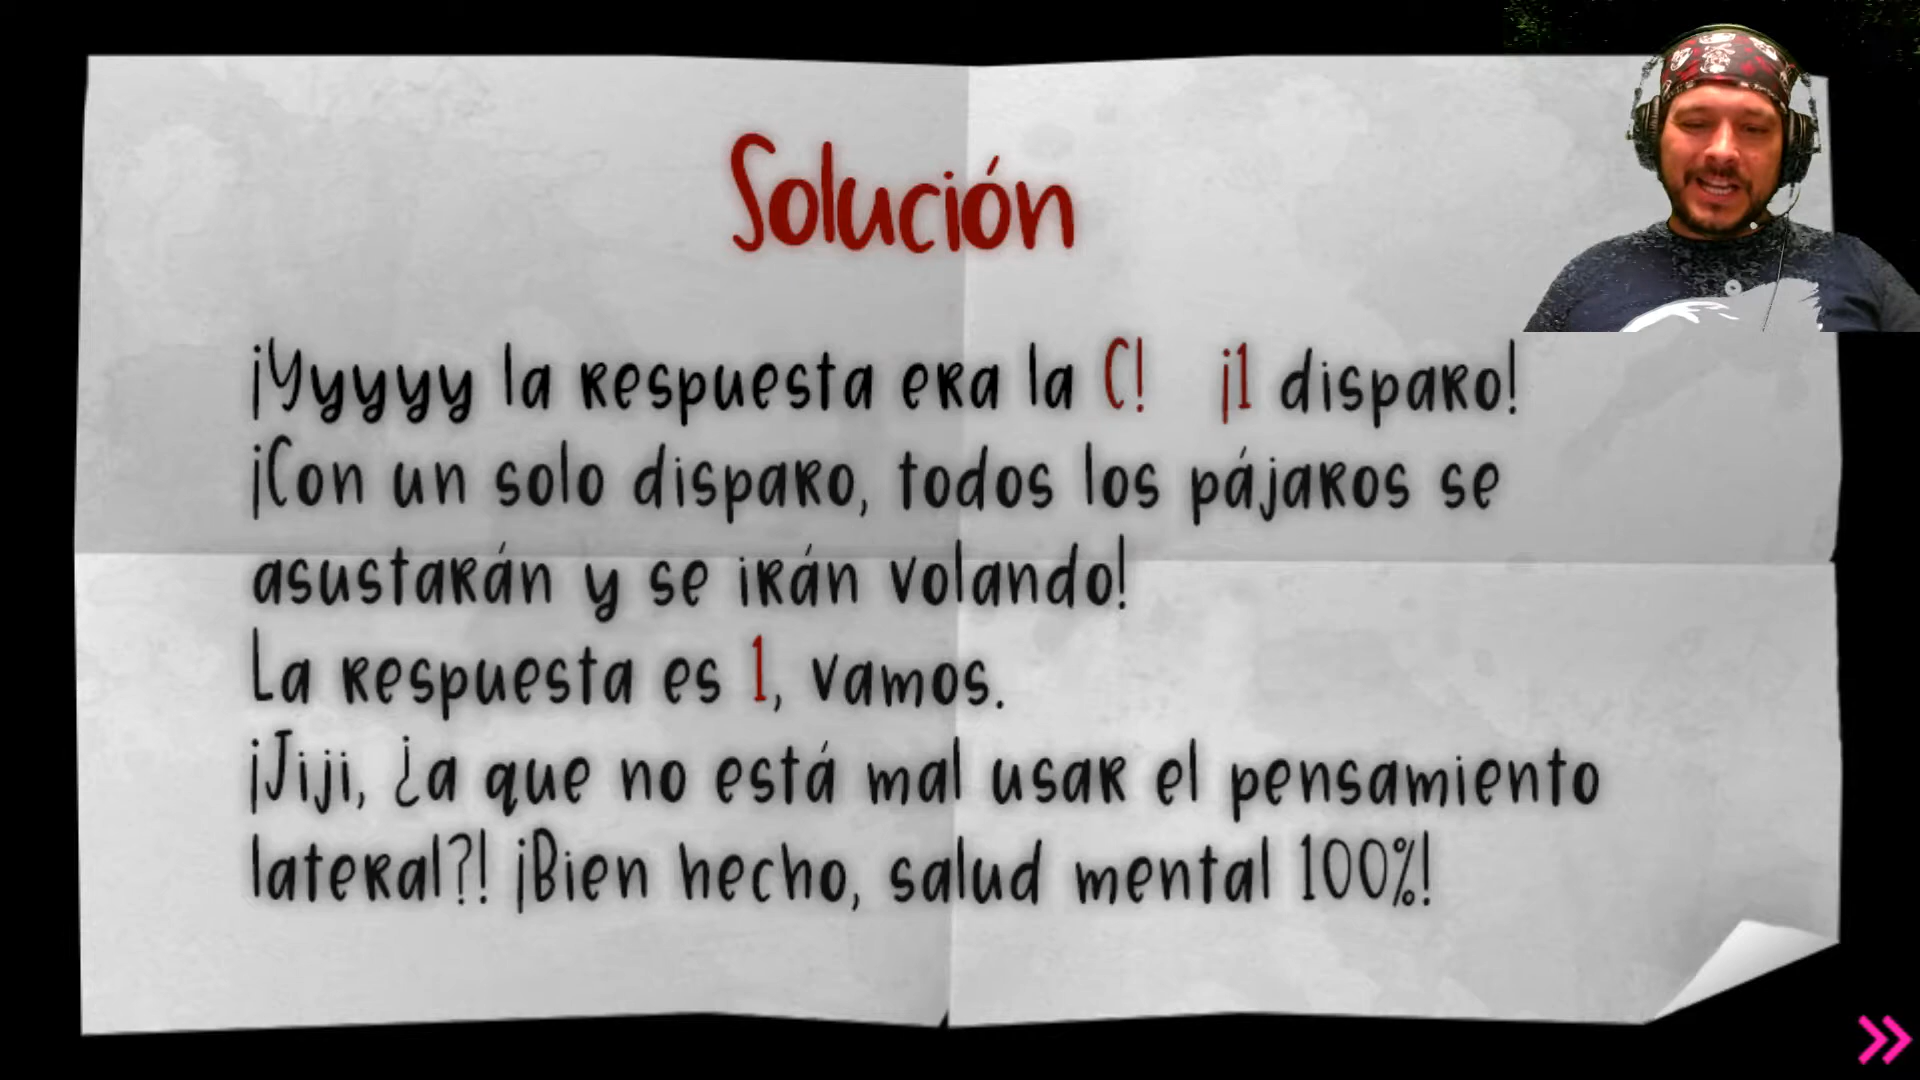 Solución
¡Yyyyy la respuesta era la C! ¡1 disparo!
¡Con un solo disparo, todos los pájaros se
asustarán y se irán volando!
La respuesta es 1, vamos.
¡Jiji, ¿a que no está mal usar el pensamiento
lateral?! ¡Bien hecho, salud mental 100%!